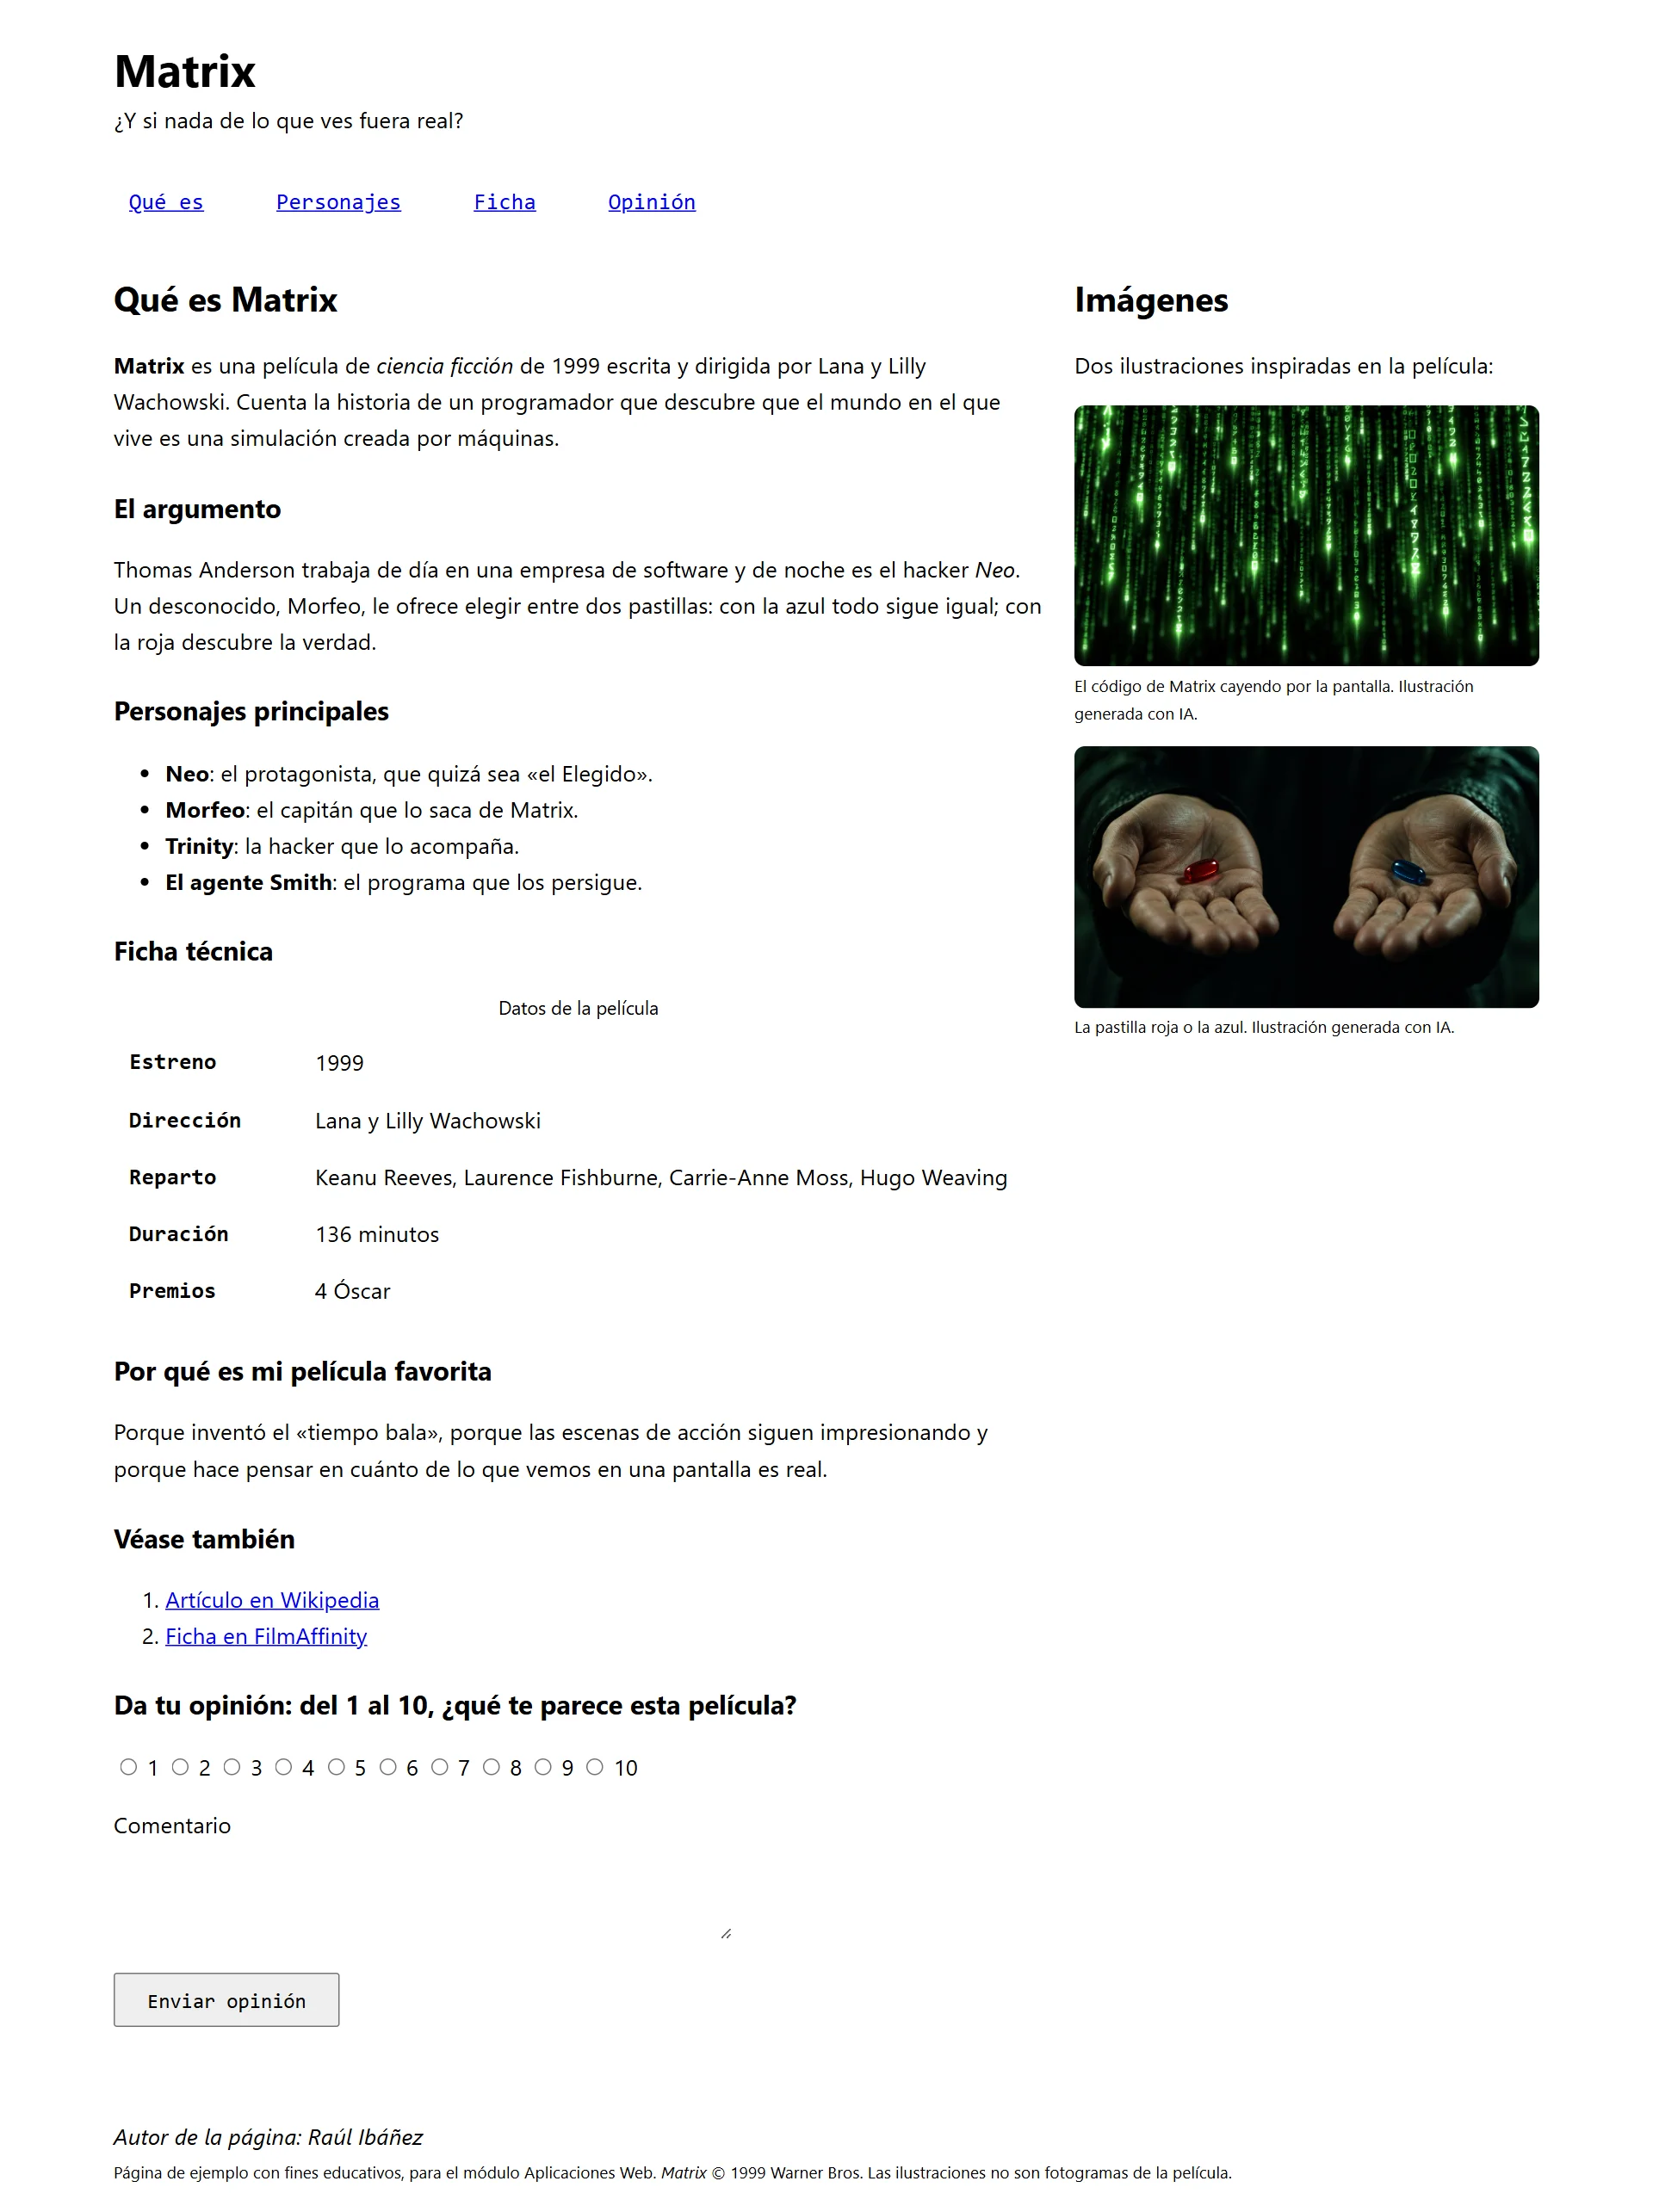 Matrix
¿Y si nada de lo que ves fuera real?
Qué es Personajes Ficha Opinión
Qué es Matrix
Matrix es una película de ciencia ficción de 1999 escrita y dirigida por Lana y Lilly
Wachowski. Cuenta la historia de un programador que descubre que el mundo en el que
vive es una simulación creada por máquinas.
El argumento
Thomas Anderson trabaja de día en una empresa de software y de noche es el hacker Neo.
Un desconocido, Morfeo, le ofrece elegir entre dos pastillas: con la azul todo sigue igual; con
la roja descubre la verdad.
Personajes principales
• Neo: el protagonista, que quizá sea «el Elegido».
• Morfeo: el capitán que lo saca de Matrix.
• Trinity: la hacker que lo acompaña.
• El agente Smith: el programa que los persigue.
Ficha técnica
Datos de la película
Estreno 1999
Dirección Lana y Lilly Wachowski
Reparto Keanu Reeves, Laurence Fishburne, Carrie-Anne Moss, Hugo Weaving
Duración 136 minutos
Premios 4 Óscar
Por qué es mi película favorita
Porque inventó el «tiempo bala», porque las escenas de acción siguen impresionando y
porque hace pensar en cuánto de lo que vemos en una pantalla es real.
Véase también
1. Artículo en Wikipedia
2. Ficha en FilmAffinity
Da tu opinión: del 1 al 10, ¿qué te parece esta película?
1 2 3 4 5 6 7 8 9 10
Comentario
Enviar opinión
Imágenes
Dos ilustraciones inspiradas en la película:
El código de Matrix cayendo por la pantalla. Ilustración
generada con IA.
La pastilla roja o la azul. Ilustración generada con IA.
Autor de la página: Raúl Ibáñez
Página de ejemplo con fines educativos, para el módulo Aplicaciones Web. Matrix © 1999 Warner Bros. Las ilustraciones no son fotogramas de la película.